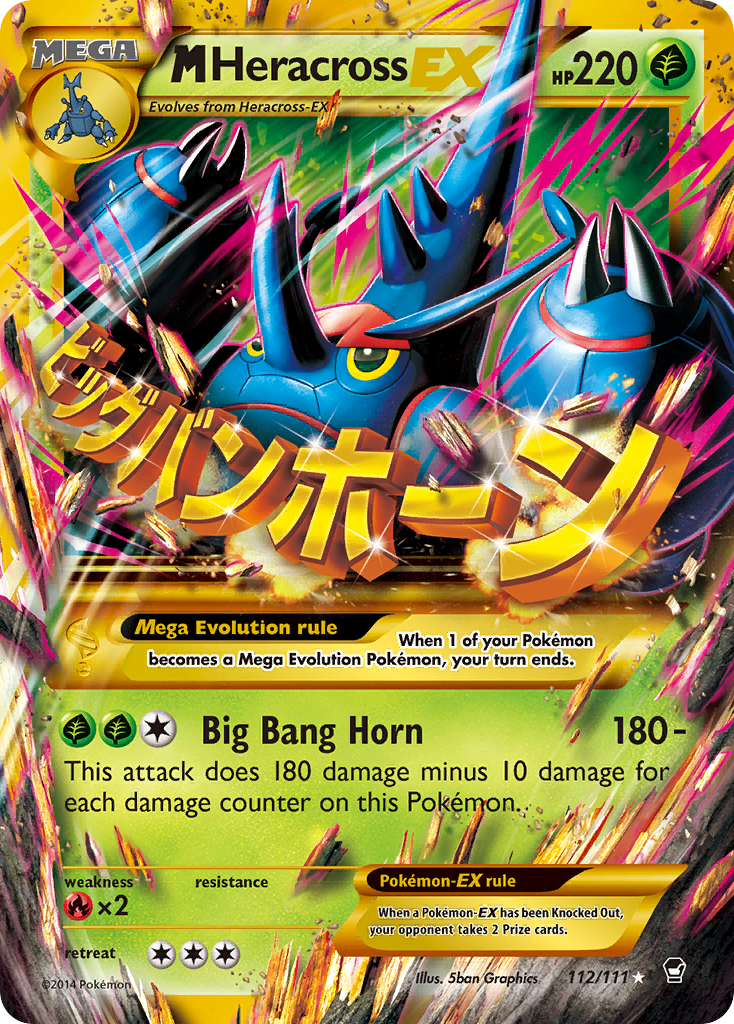 MEGA
MHeracrossEX
HP220
Evolves from Heracross-EX
ビッグバンホーン
Mega Evolution rule
When 1 of your Pokémon
becomes a Mega Evolution Pokémon, your turn ends.
Big Bang Horn 180-
This attack does 180 damage minus 10 damage for
each damage counter on this Pokémon.
weakness resistance
×2
Pokémon-EX rule
When a Pokémon-EX has been Knocked Out,
your opponent takes 2 Prize cards.
retreat
©2014 Pokémon
Illus. 5ban Graphics
112/111